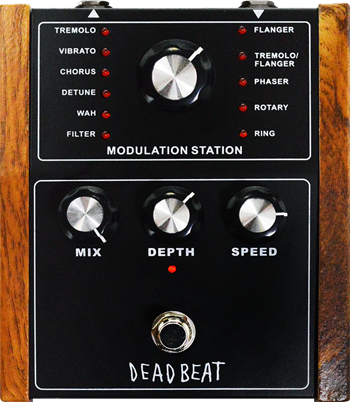 TREMOLO
VIBRATO
CHORUS
DETUNE
WAH
FILTER
FLANGER
TREMOLO/
FLANGER
PHASER
ROTARY
RING
MODULATION STATION
MIX DEPTH SPEED
DEADBEAT